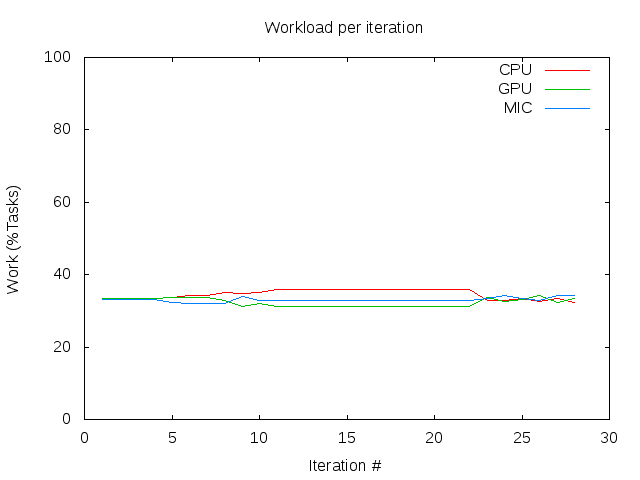 Workload per iteration
100
80
60
40
20
0
Work (%Tasks)
CPU
GPU
MIC
0 5 10 15 20 25 30
Iteration #